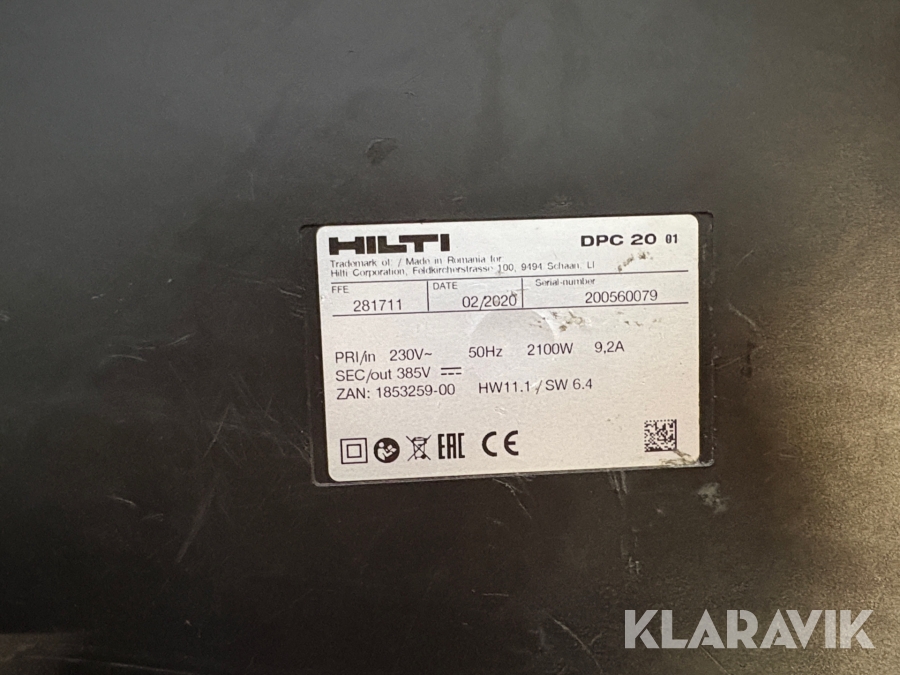 HILTI DPC 20 01
Trademark of / Made in Romania for
Hilti Corporation, Feldkircherstrasse 100, 9494 Schaan, LI
FFE DATE Serial-number
281711 02/2020 200560079
PRI/in 230V~ 50Hz 2100W 9,2A
SEC/out 385V ⎓
ZAN: 1853259-00 HW11.1 / SW 6.4
EAC CE
KLARAVIK